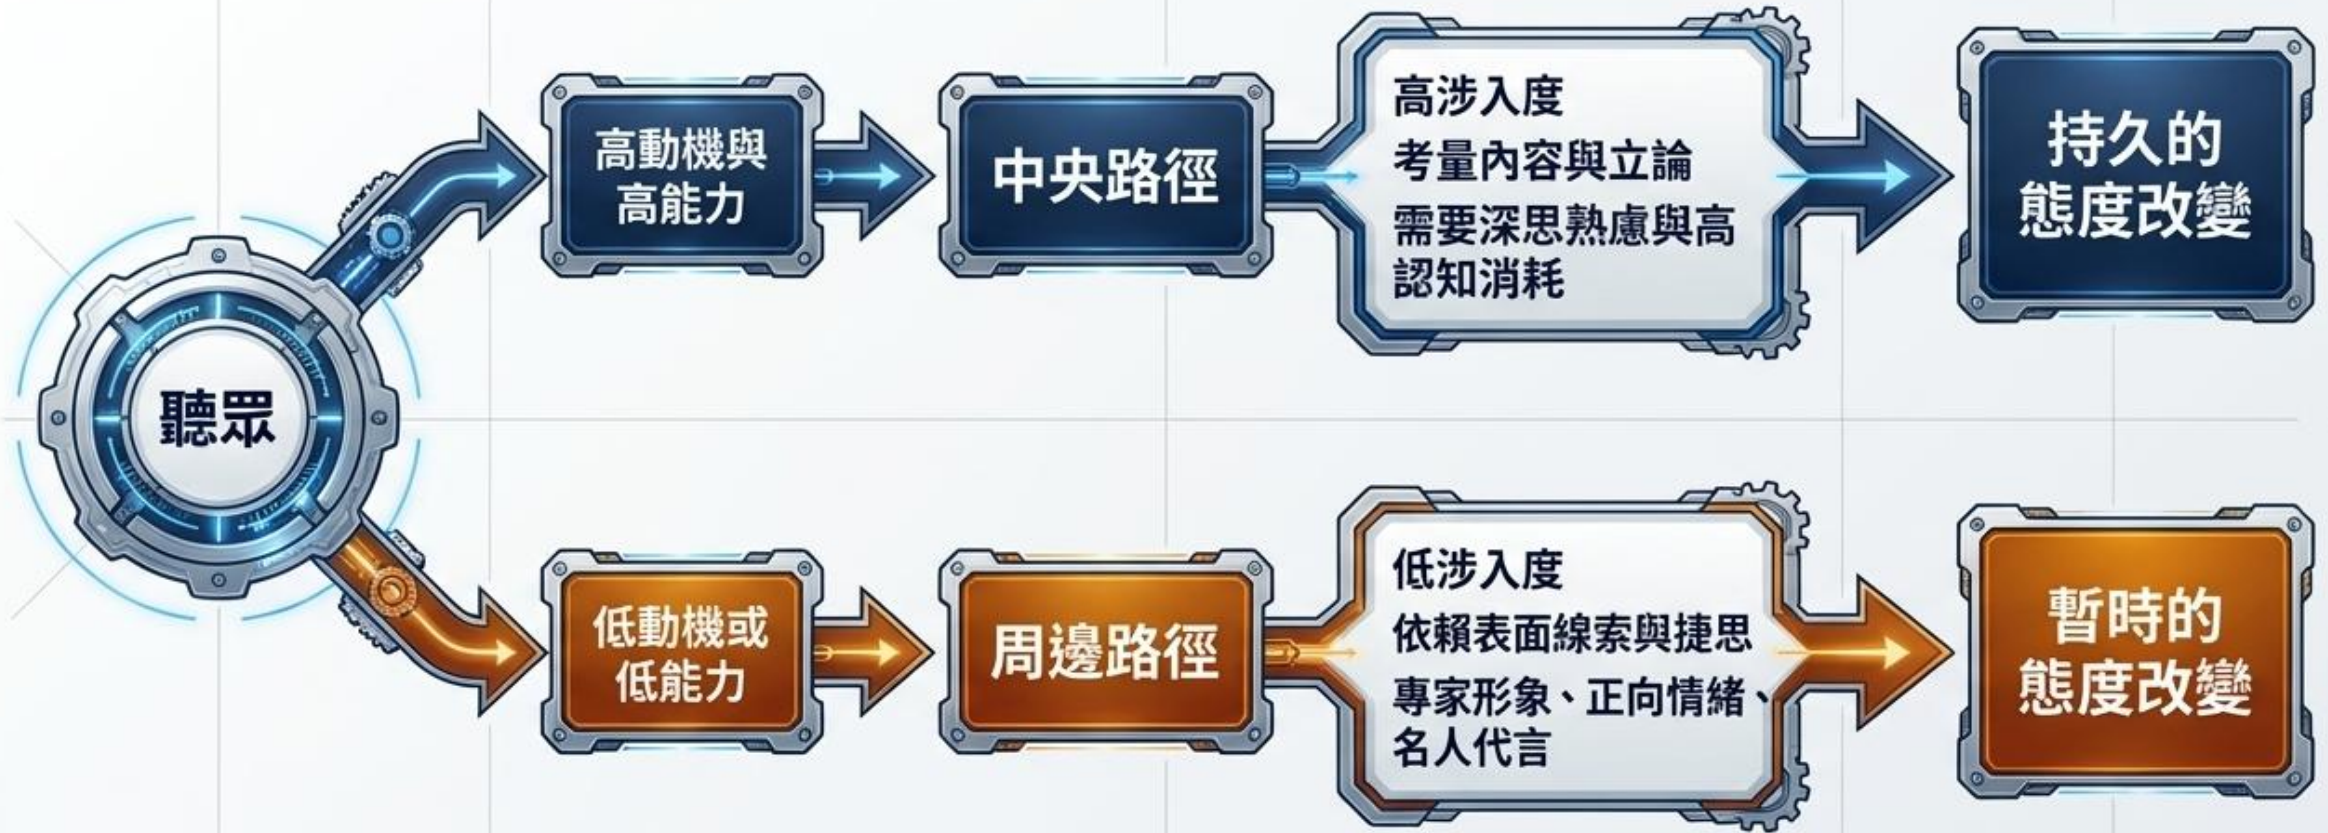 聽眾
高動機與
高能力
中央路徑
高涉入度
考量內容與立論
需要深思熟慮與高
認知消耗
持久的
態度改變
低動機或
低能力
周邊路徑
低涉入度
依賴表面線索與捷思
專家形象、正向情緒、
名人代言
暫時的
態度改變